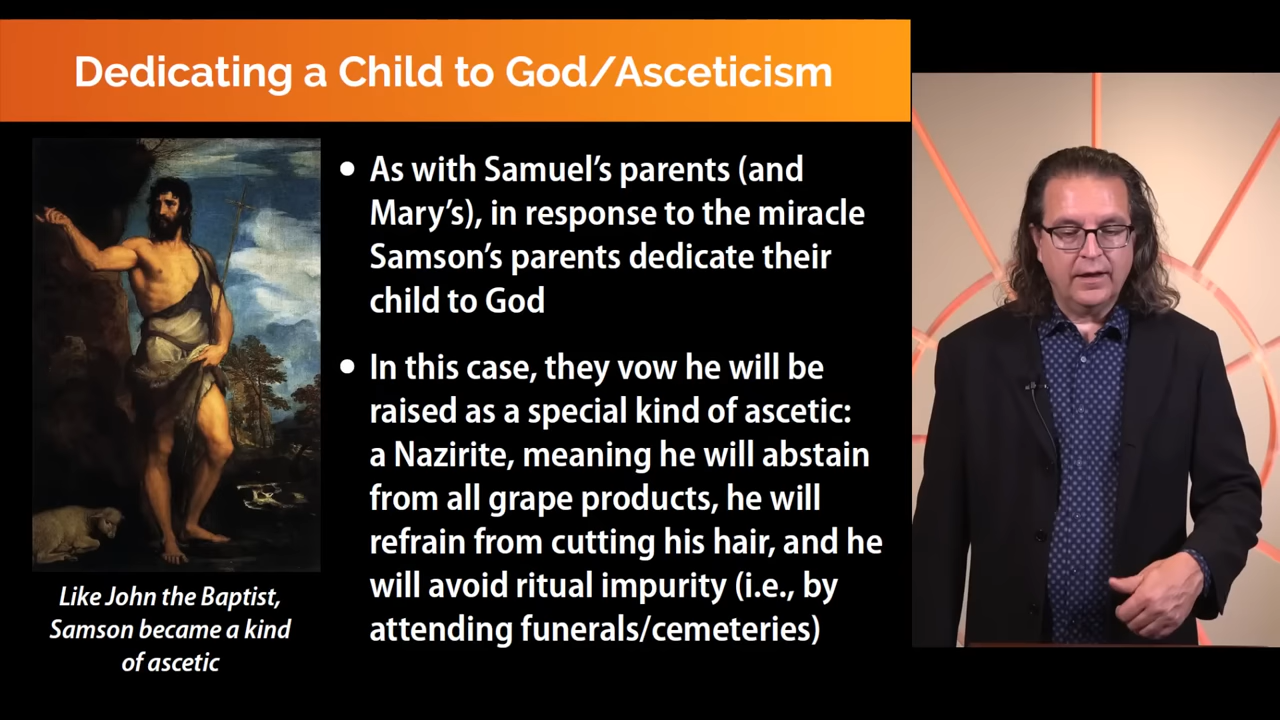 Dedicating a Child to God/Asceticism
• As with Samuel's parents (and
Mary's), in response to the miracle
Samson's parents dedicate their
child to God
• In this case, they vow he will be
raised as a special kind of ascetic:
a Nazirite, meaning he will abstain
from all grape products, he will
refrain from cutting his hair, and he
will avoid ritual impurity (i.e., by
attending funerals/cemeteries)
Like John the Baptist,
Samson became a kind
of ascetic